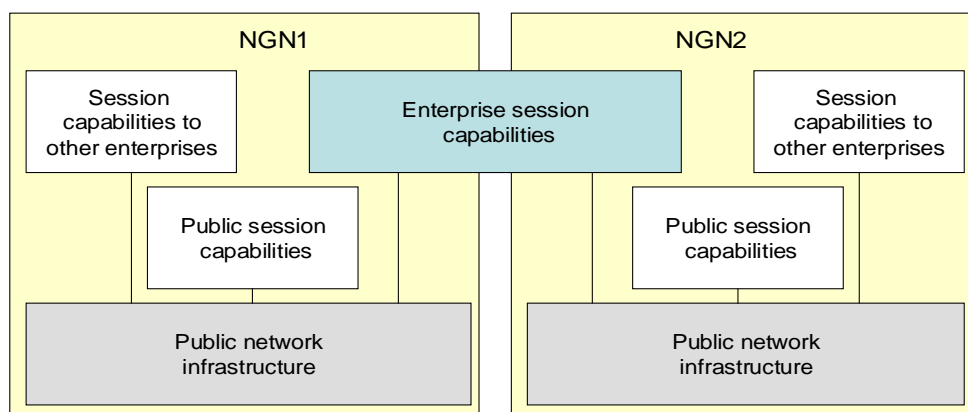 NGN1
NGN2
Session
capabilities to
other enterprises
Enterprise session
capabilities
Session
capabilities to
other enterprises
Public session
capabilities
Public session
capabilities
Public network
infrastructure
Public network
infrastructure